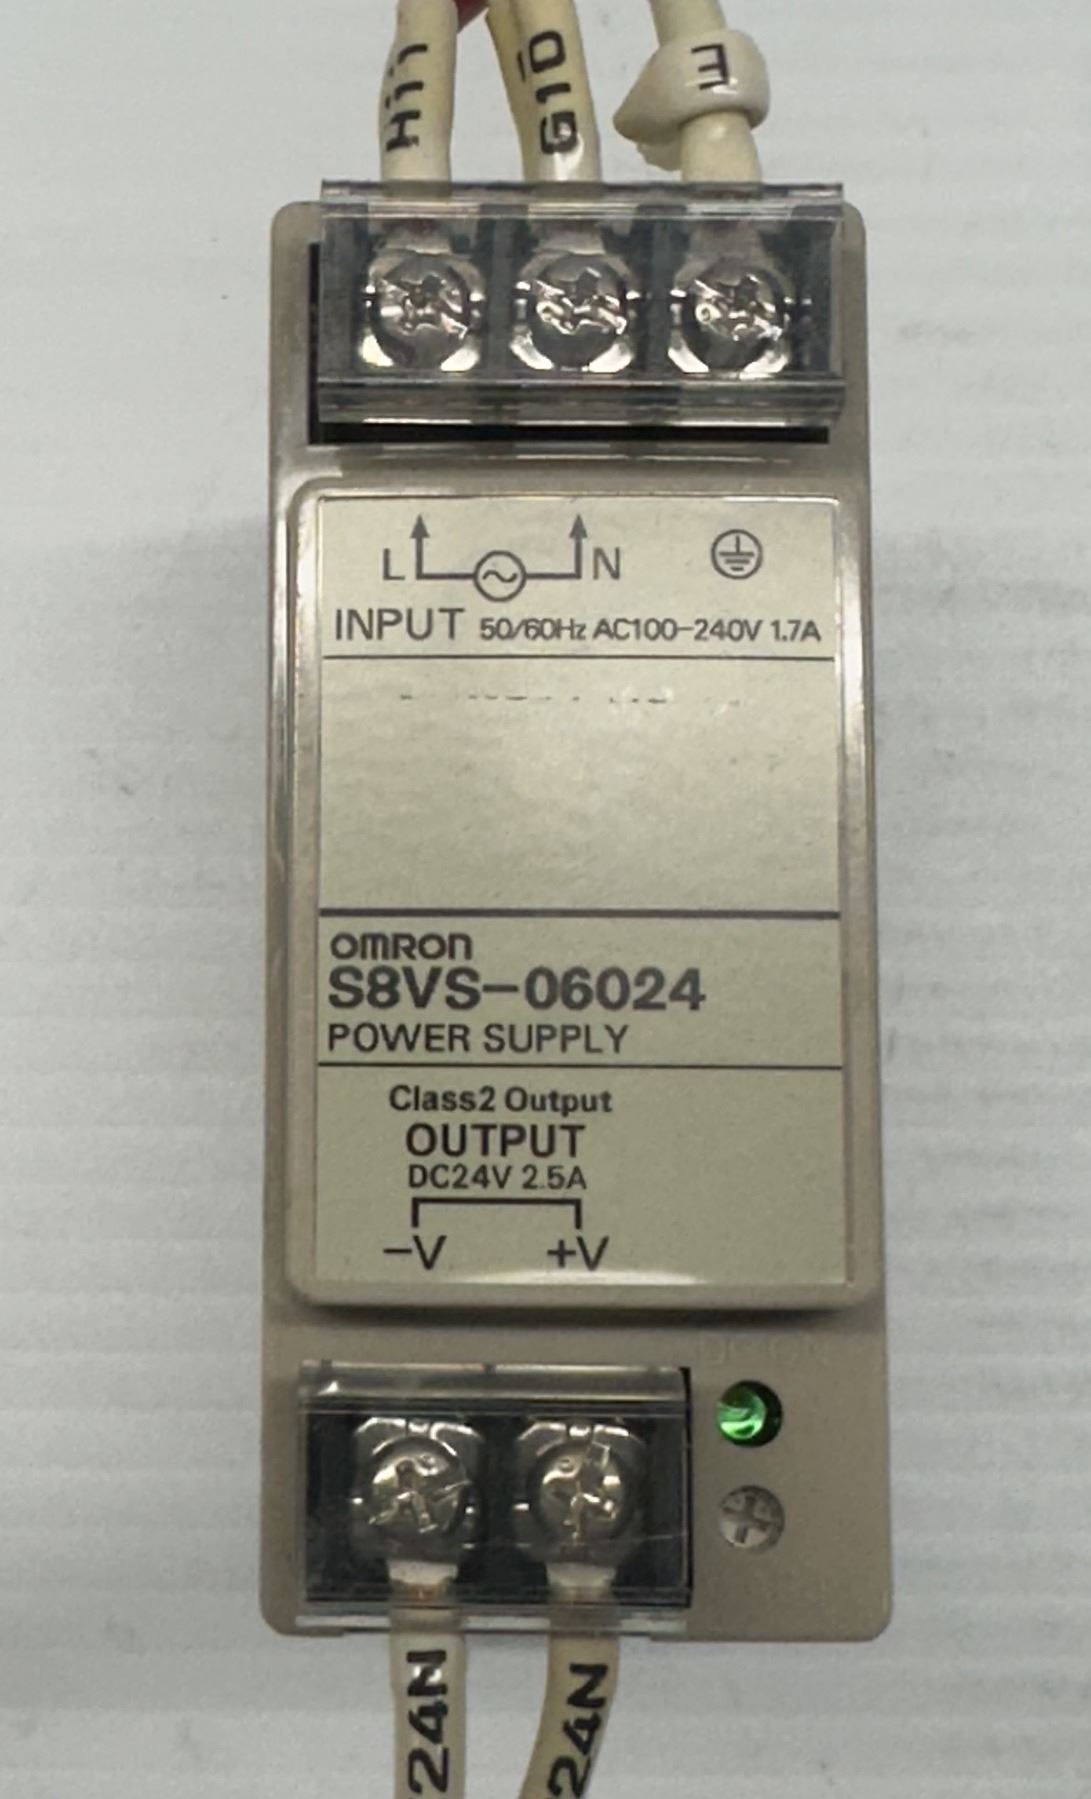 H11
G10
E
L N
INPUT 50/60Hz AC100-240V 1.7A
omron
S8VS-06024
POWER SUPPLY
Class2 Output
OUTPUT
DC24V 2.5A
-V +V
24N 24N